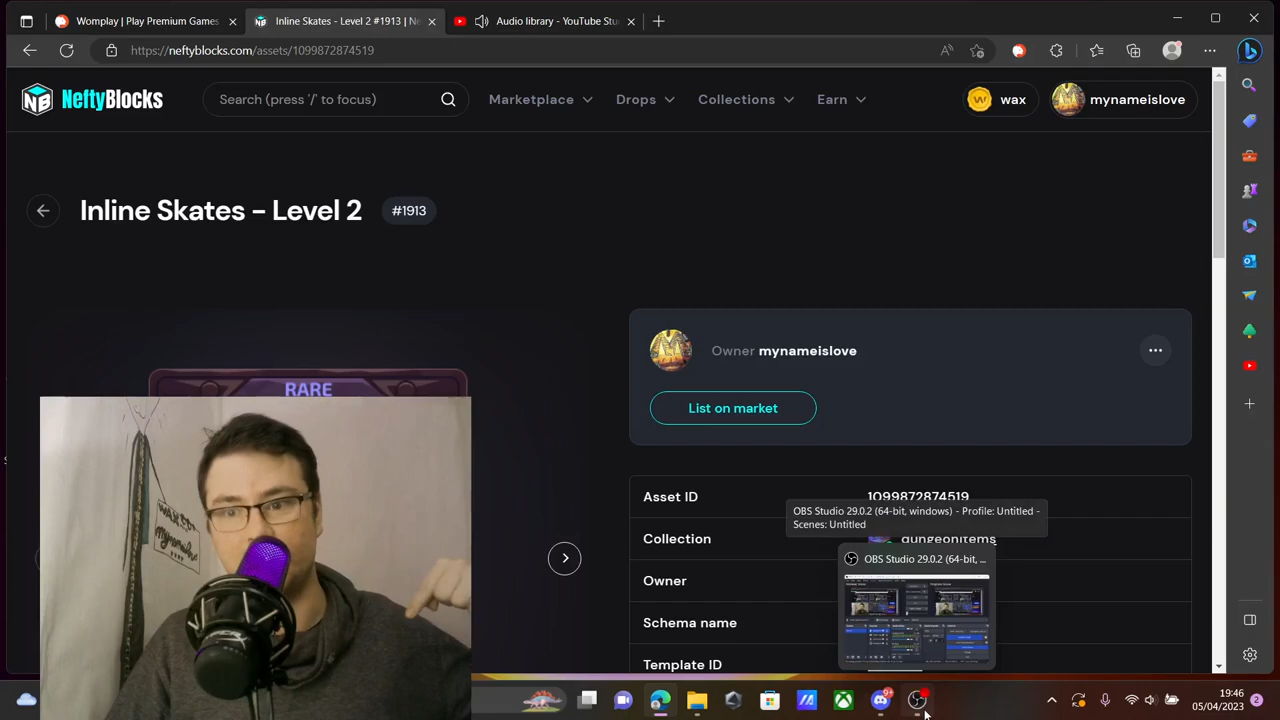 Womplay | Play Premium Games
Inline Skates - Level 2 #1913 | Ne
Audio library - YouTube Stu
https://neftyblocks.com/assets/1099872874519
NeftyBlocks
Search (press '/' to focus)
Marketplace
Drops
Collections
Earn
wax
mynameislove
Inline Skates - Level 2
#1913
Owner mynameislove
List on market
RARE
Asset ID
1099872874519
OBS Studio 29.0.2 (64-bit, windows) - Profile: Untitled -
Scenes: Untitled
Collection
dungeonitems
OBS Studio 29.0.2 (64-bit, ...
Owner
Schema name
Template ID
9+
19:46
05/04/2023
2